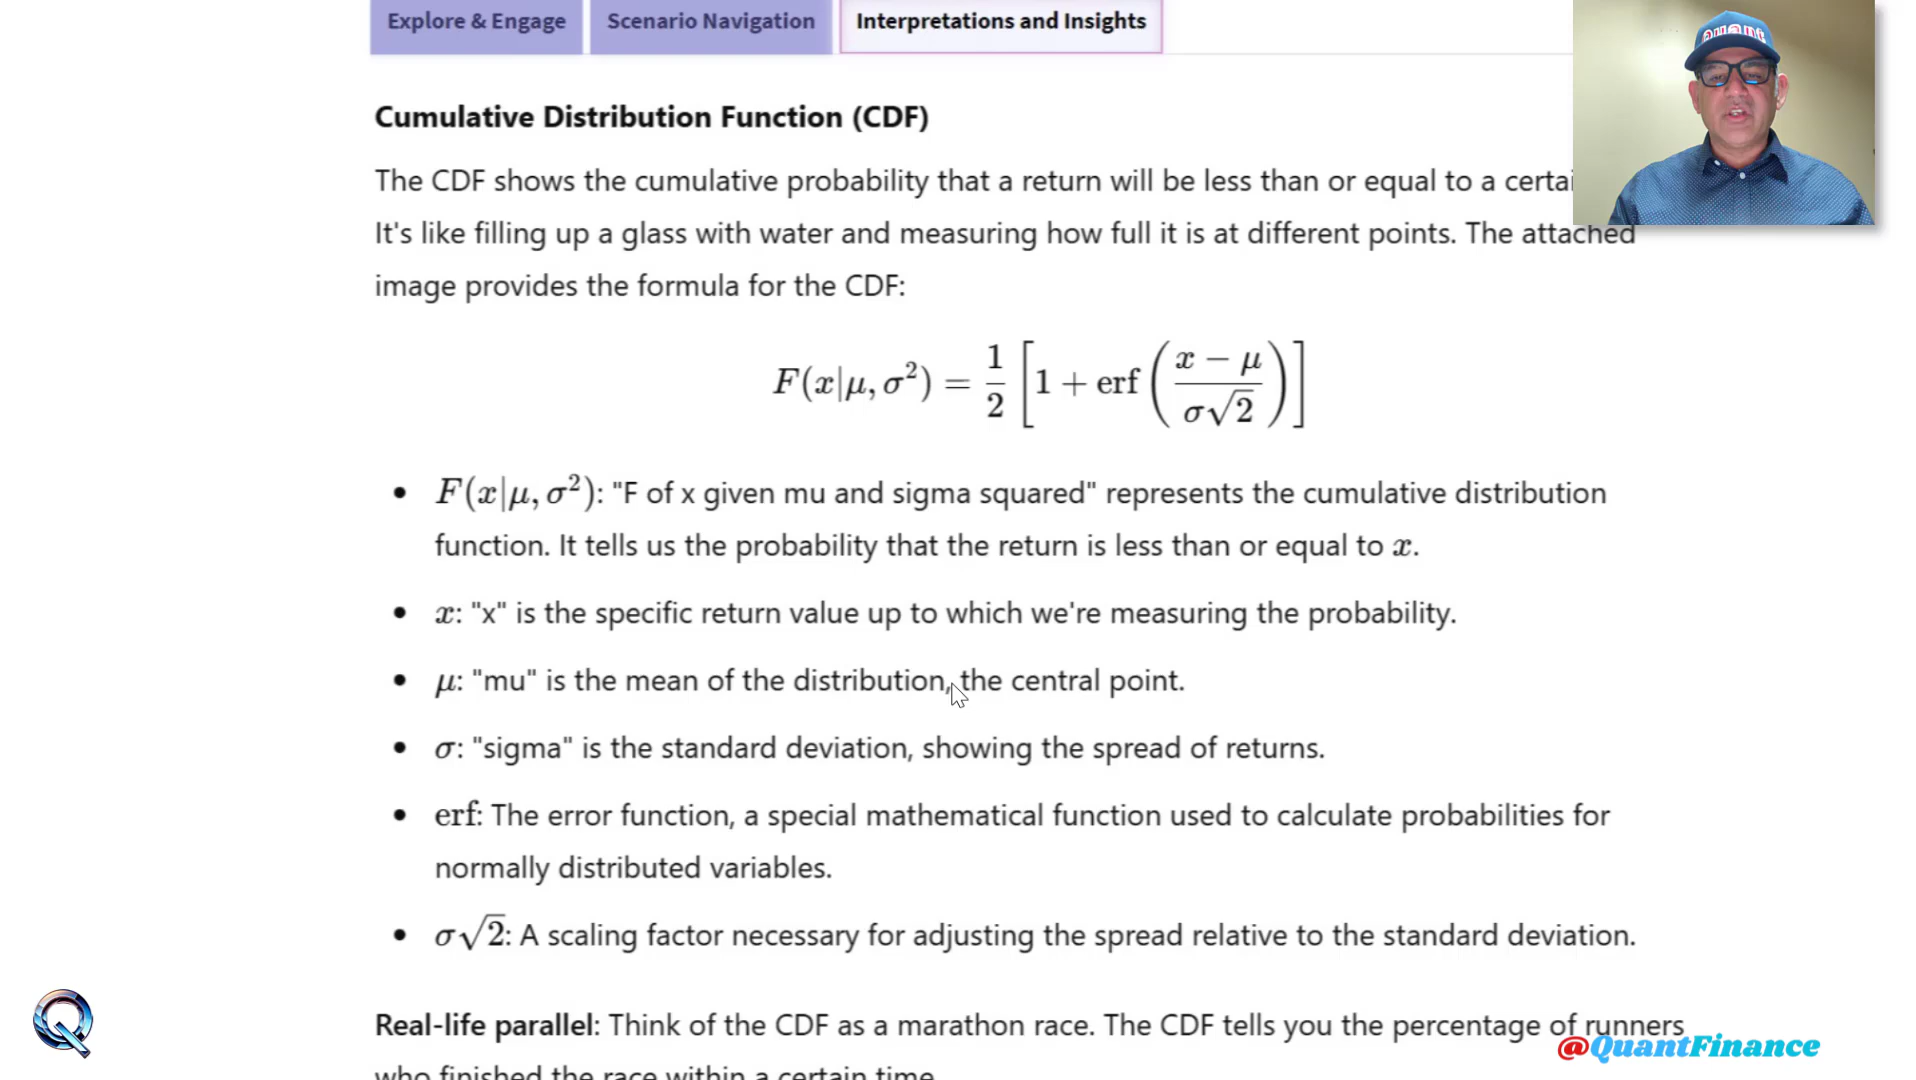 Explore & Engage
Scenario Navigation
Interpretations and Insights
Cumulative Distribution Function (CDF)
The CDF shows the cumulative probability that a return will be less than or equal to a
It's like filling up a glass with water and measuring how full it is at different points. The attached
image provides the formula for the CDF:
F(x|μ, σ²) = 1/2 [1 + erf((x − μ)/(σ√2))]
• F(x|μ, σ²): "F of x given mu and sigma squared" represents the cumulative distribution
function. It tells us the probability that the return is less than or equal to x.
• x: "x" is the specific return value up to which we're measuring the probability.
• μ: "mu" is the mean of the distribution, the central point.
• σ: "sigma" is the standard deviation, showing the spread of returns.
• erf: The error function, a special mathematical function used to calculate probabilities for
normally distributed variables.
• σ√2: A scaling factor necessary for adjusting the spread relative to the standard deviation.
Real-life parallel: Think of the CDF as a marathon race. The CDF tells you the percentage of runners
who finished the race within a certain time
@QuantFinance